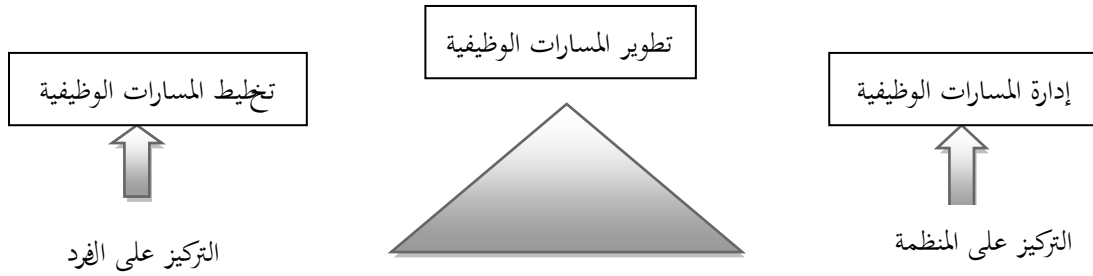 تطوير المسارات الوظيفية
إدارة المسارات الوظيفية
تخطيط المسارات الوظيفية
التركيز على المنظمة
التركيز على الفرد